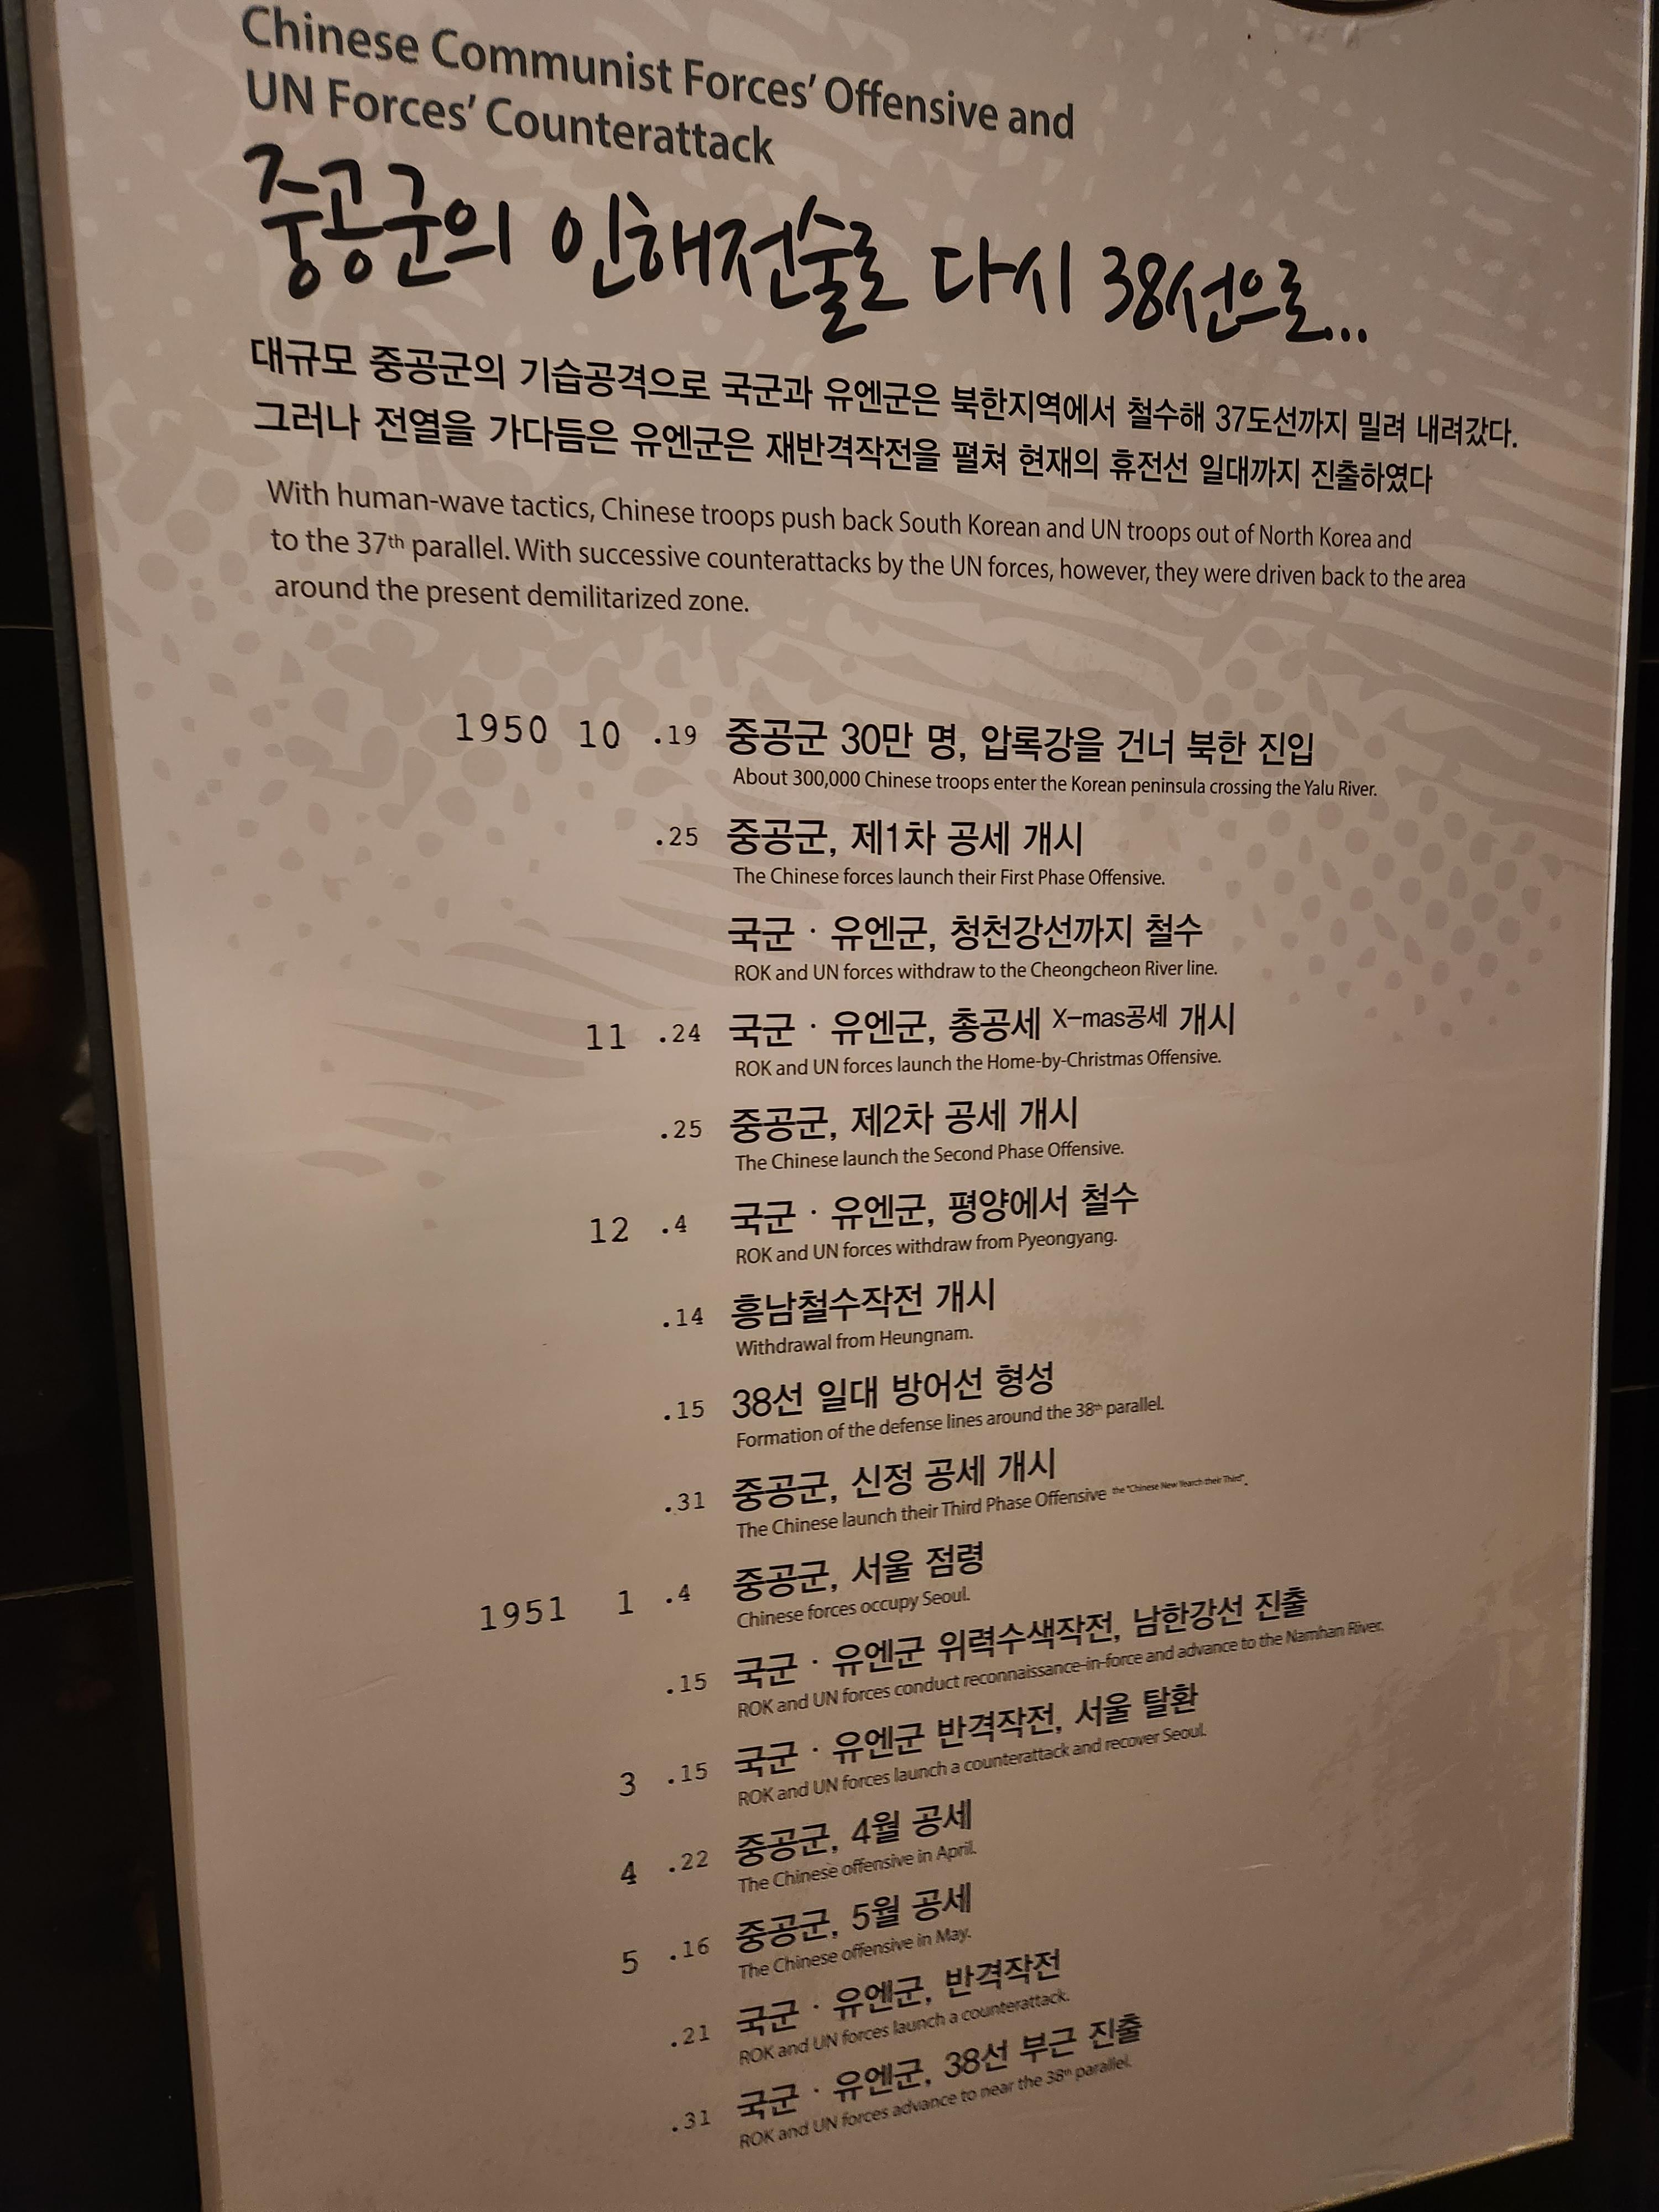 Chinese Communist Forces' Offensive and
UN Forces' Counterattack
중공군의 인해전술로 다시 38선으로...
대규모 중공군의 기습공격으로 국군과 유엔군은 북한지역에서 철수해 37도선까지 밀려 내려갔다.
그러나 전열을 가다듬은 유엔군은 재반격작전을 펼쳐 현재의 휴전선 일대까지 진출하였다
With human-wave tactics, Chinese troops push back South Korean and UN troops out of North Korea and
to the 37th parallel. With successive counterattacks by the UN forces, however, they were driven back to the area
around the present demilitarized zone.
1950 10 .19 중공군 30만 명, 압록강을 건너 북한 진입
About 300,000 Chinese troops enter the Korean peninsula crossing the Yalu River.
.25 중공군, 제1차 공세 개시
The Chinese forces launch their First Phase Offensive.
국군 · 유엔군, 청천강선까지 철수
ROK and UN forces withdraw to the Cheongcheon River line.
11 .24 국군 · 유엔군, 총공세 X-mas공세 개시
ROK and UN forces launch the Home-by-Christmas Offensive.
.25 중공군, 제2차 공세 개시
The Chinese launch the Second Phase Offensive.
12 .4 국군 · 유엔군, 평양에서 철수
ROK and UN forces withdraw from Pyeongyang.
.14 흥남철수작전 개시
Withdrawal from Heungnam.
.15 38선 일대 방어선 형성
Formation of the defense lines around the 38th parallel.
.31 중공군, 신정 공세 개시
The Chinese launch their Third Phase Offensive the "Chinese New Yearch their Third".
1951 1 .4 중공군, 서울 점령
Chinese forces occupy Seoul.
.15 국군 · 유엔군 위력수색작전, 남한강선 진출
ROK and UN forces conduct reconnaissance-in-force and advance to the Namhan River.
3 .15 국군 · 유엔군 반격작전, 서울 탈환
ROK and UN forces launch a counterattack and recover Seoul.
4 .22 중공군, 4월 공세
The Chinese offensive in April.
5 .16 중공군, 5월 공세
The Chinese offensive in May.
.21 국군 · 유엔군, 반격작전
ROK and UN forces launch a counterattack.
.31 국군 · 유엔군, 38선 부근 진출
ROK and UN forces advance to near the 38th parallel.